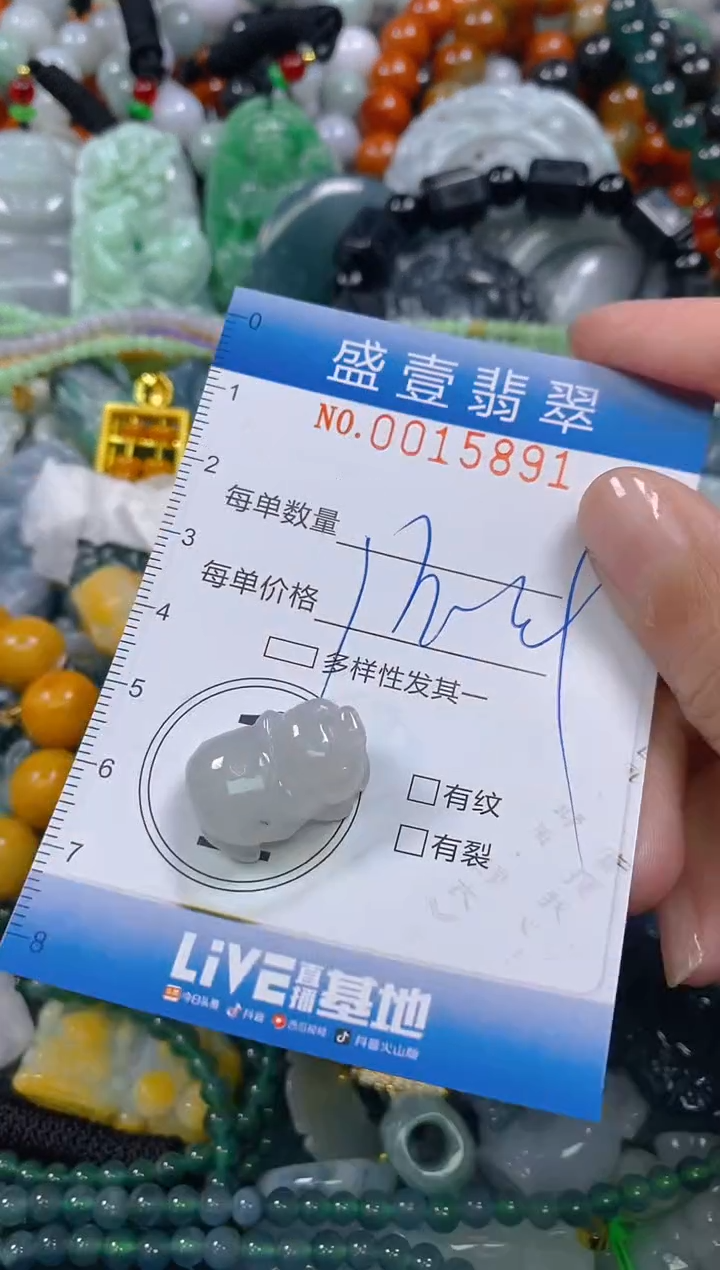 0
盛壹翡翠
1
NO.0015891
2
每单数量
3
每单价格
4
多样性发其一
5
6
有纹
有裂
7
8
LiVE直播基地
今日头条 抖音 西瓜视频 抖音火山版